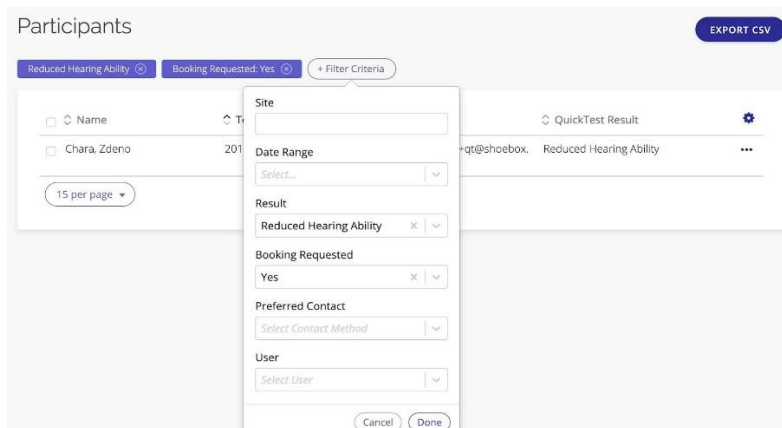 Participants
EXPORT CSV
Reduced Hearing Ability
Booking Requested: Yes
+ Filter Criteria
Name
QuickTest Result
Chara, Zdeno
201
+qt@shoebox.
Reduced Hearing Ability
15 per page
Site
Date Range
Select...
Result
Reduced Hearing Ability
Booking Requested
Yes
Preferred Contact
Select Contact Method
User
Select User
Cancel
Done